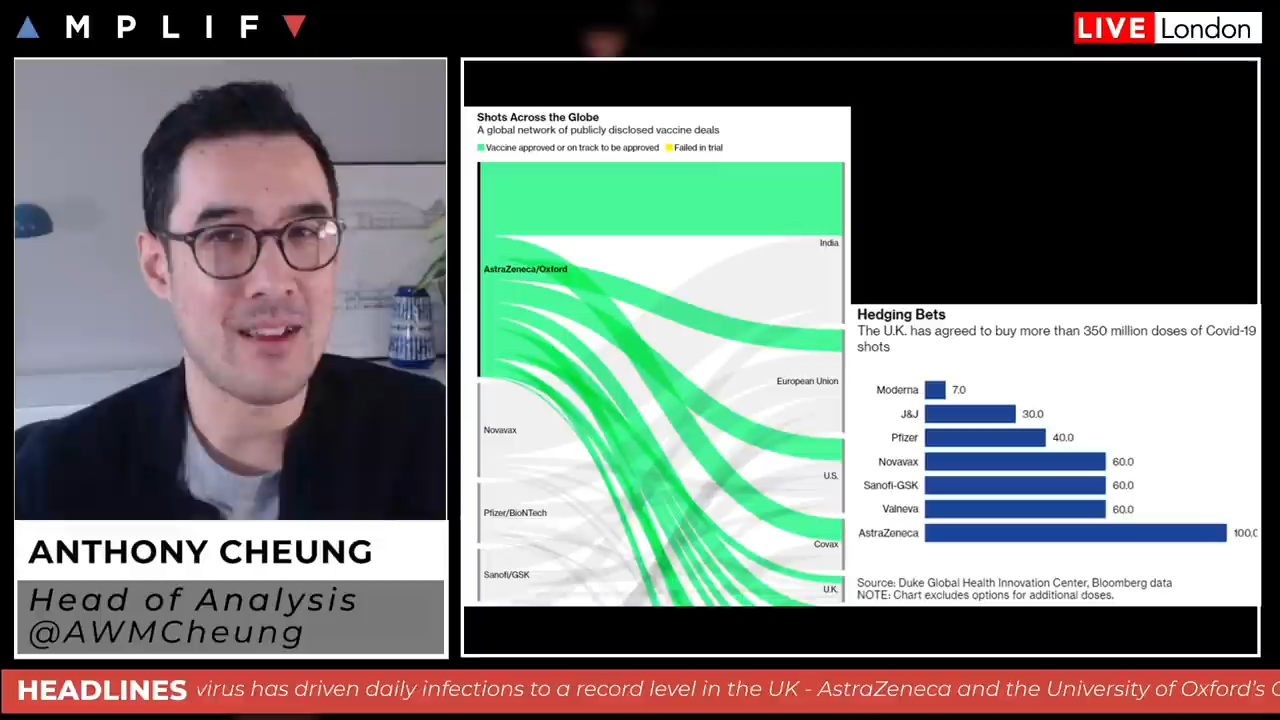 MPLIF
LIVE London
Shots Across the Globe
A global network of publicly disclosed vaccine deals
Vaccine approved or on track to be approved Failed in trial
AstraZeneca/Oxford
Novavax
Pfizer/BioNTech
Sanofi/GSK
India
European Union
U.S.
Covax
U.K.
Hedging Bets
The U.K. has agreed to buy more than 350 million doses of Covid-19
shots
Moderna 7.0
J&J 30.0
Pfizer 40.0
Novavax 60.0
Sanofi-GSK 60.0
Valneva 60.0
AstraZeneca 100.0
Source: Duke Global Health Innovation Center, Bloomberg data
NOTE: Chart excludes options for additional doses.
ANTHONY CHEUNG
Head of Analysis
@AWMCheung
HEADLINES virus has driven daily infections to a record level in the UK - AstraZeneca and the University of Oxford's